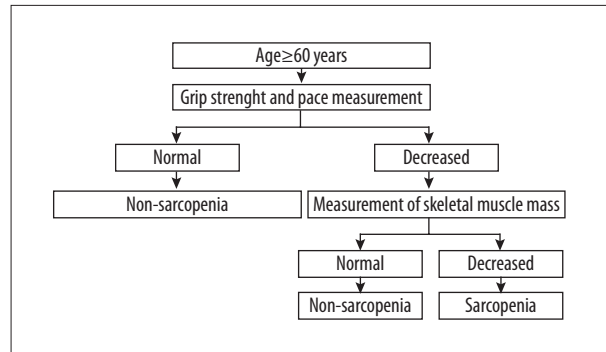 Age≥60 years
Grip strenght and pace measurement
Normal
Decreased
Non-sarcopenia
Measurement of skeletal muscle mass
Normal
Decreased
Non-sarcopenia
Sarcopenia